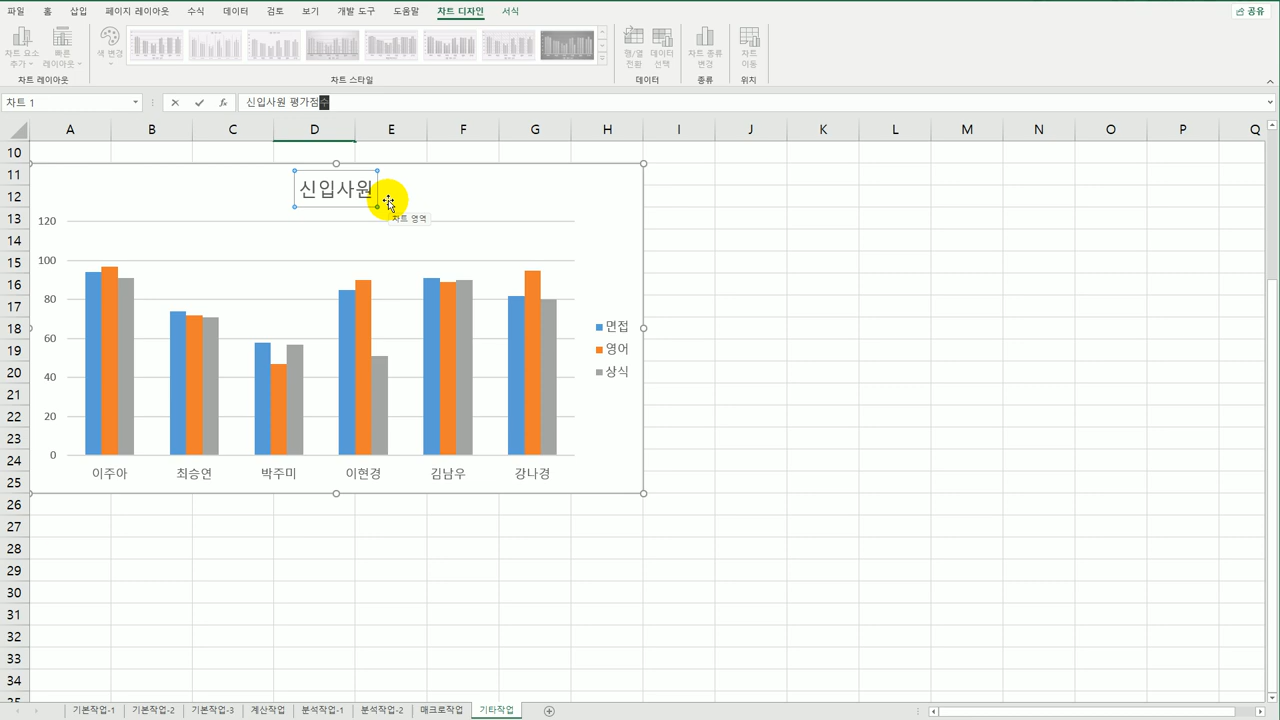 파일 홈 삽입 페이지 레이아웃 수식 데이터 검토 보기 개발 도구 도움말 차트 디자인 서식 공유
차트 요소 추가 빠른 레이아웃 색 변경 행/열 전환 데이터 선택 차트 종류 변경 차트 이동
차트 레이아웃 차트 스타일 데이터 종류 위치
차트 1 fx 신입사원 평가점수
A B C D E F G H I J K L M N O P Q
10
11
12
13
14
15
16
17
18
19
20
21
22
23
24
25
26
27
28
29
30
31
32
33
34
35
신입사원
차트 영역
120
100
80
60
40
20
0
면접
영어
상식
이주아 최승연 박주미 이현경 김남우 강나경
기본작업-1 기본작업-2 기본작업-3 계산작업 분석작업-1 분석작업-2 매크로작업 기타작업